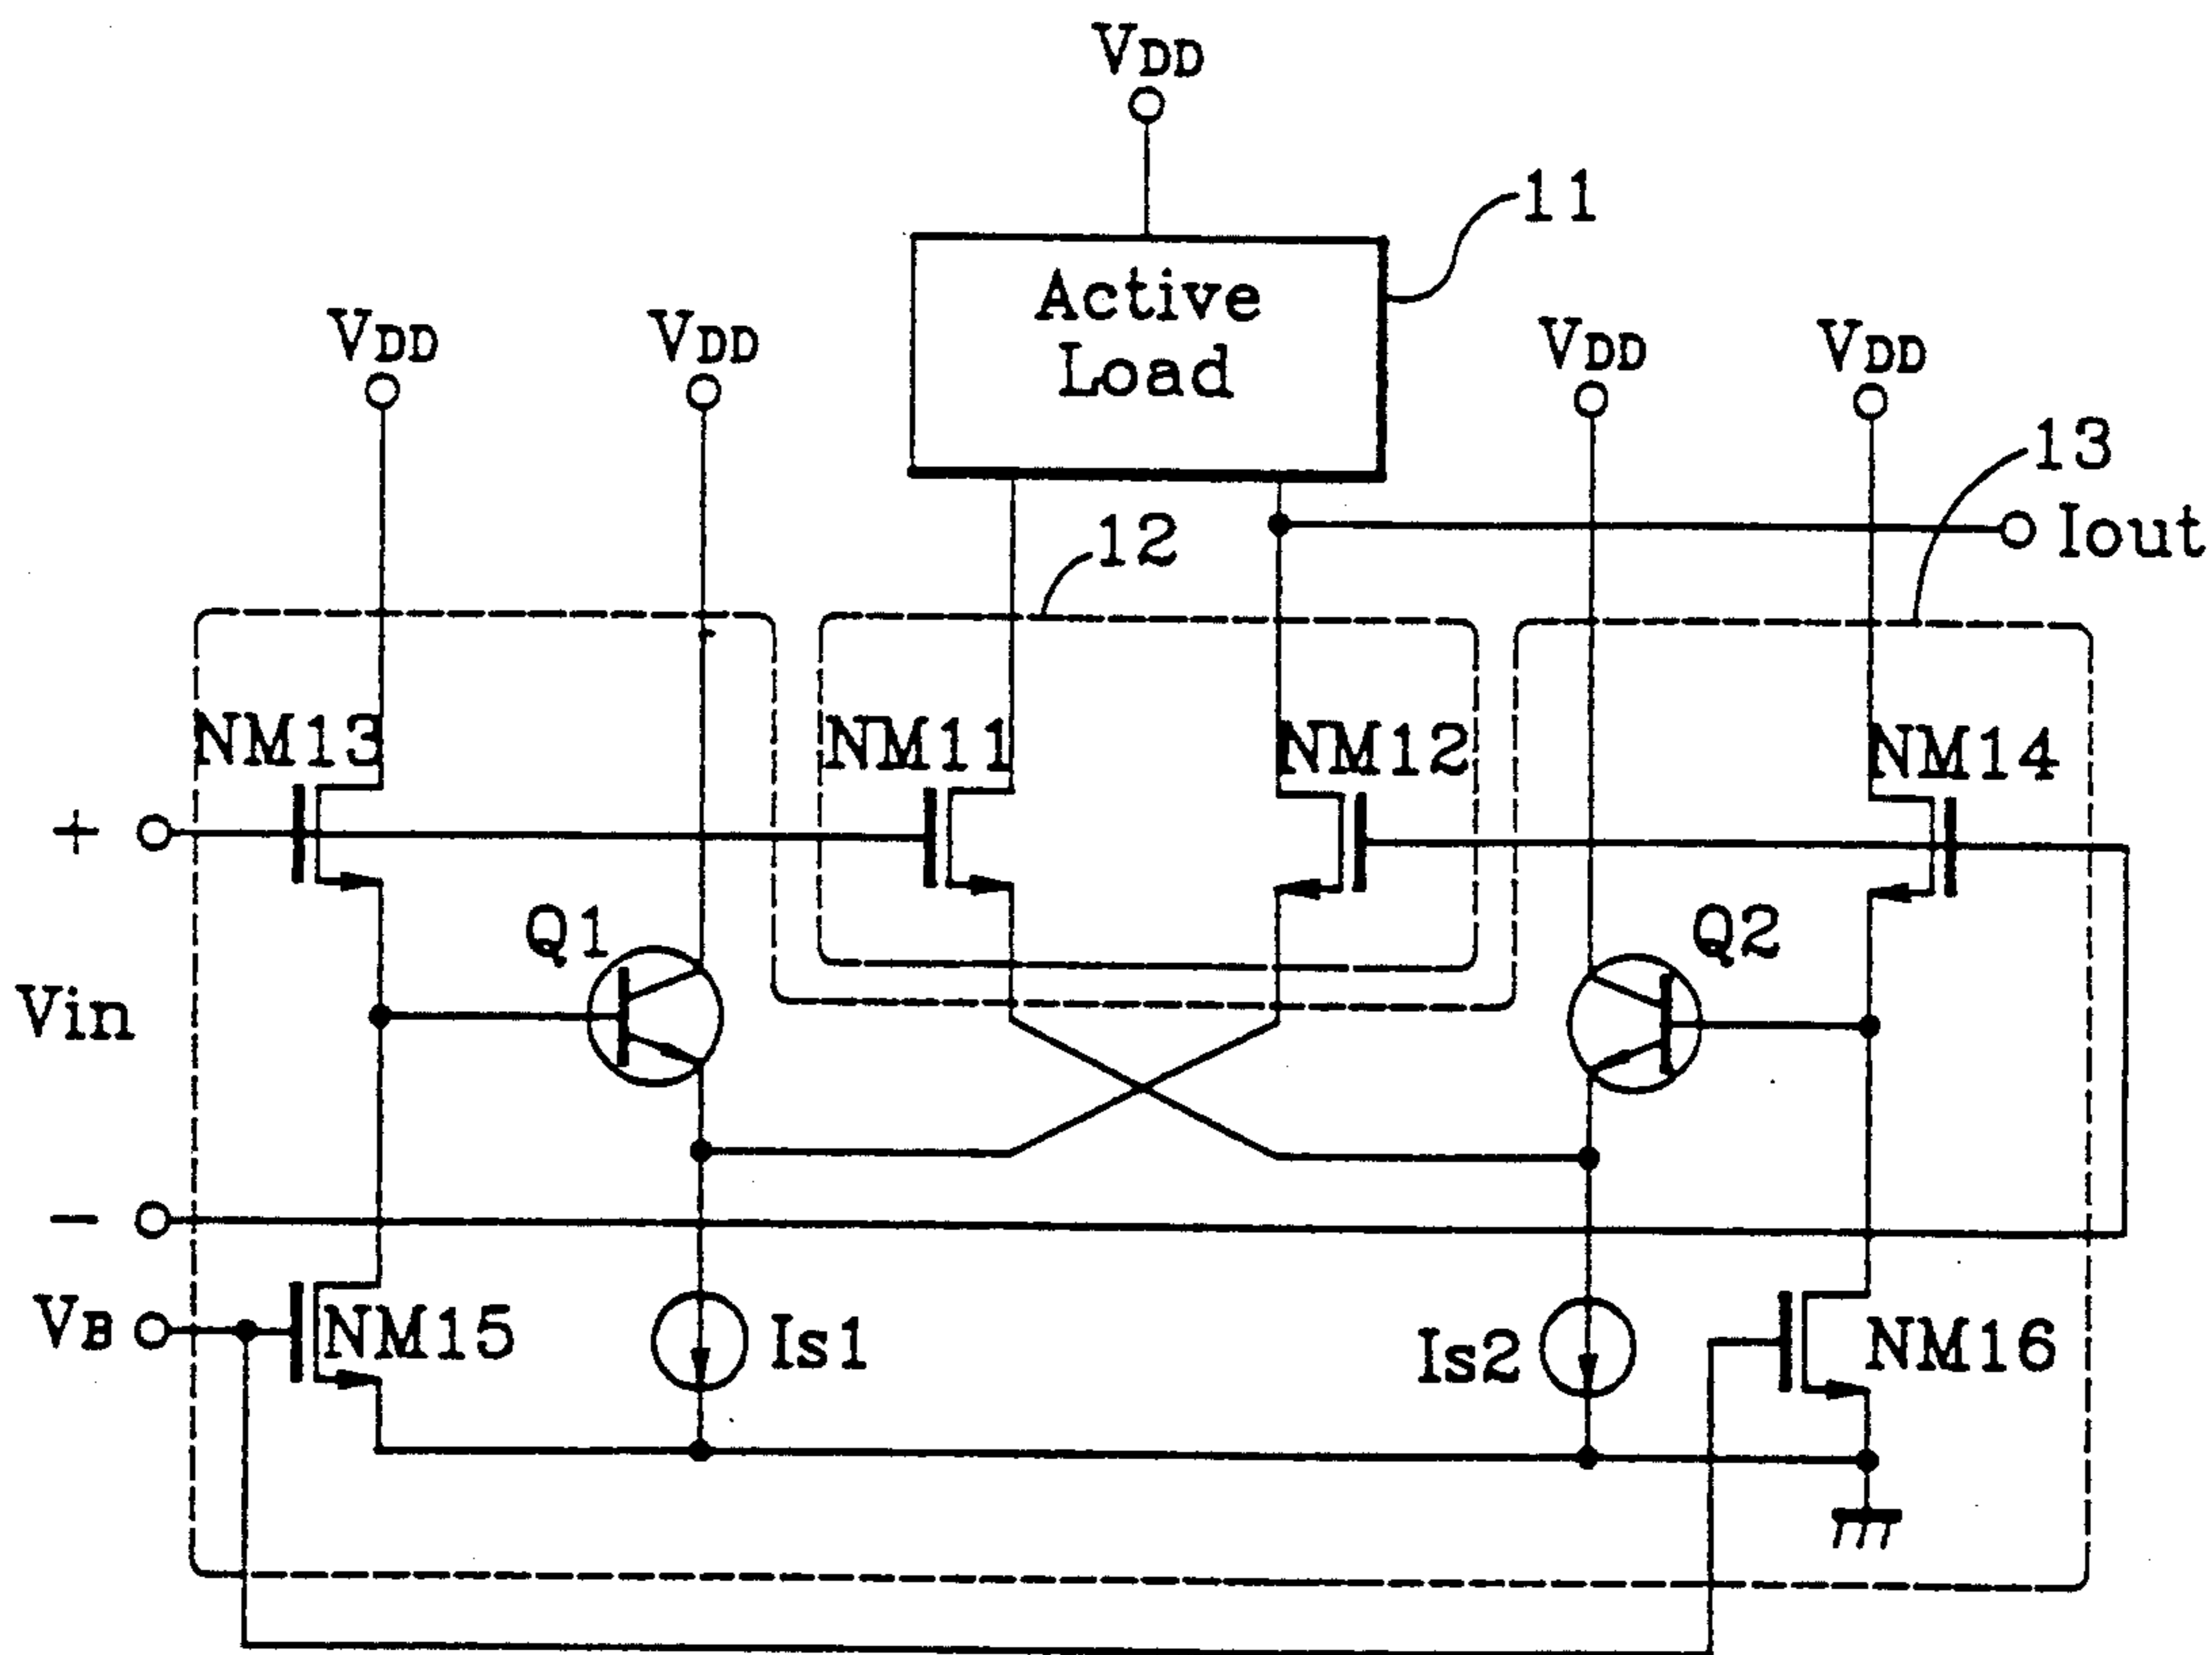 VDD
11
Active
Load
VDD
VDD
VDD
VDD
13
Iout
12
NM13
NM11
NM12
NM14
+
Q1
Q2
Vin
−
VB
NM15
Is1
Is2
NM16